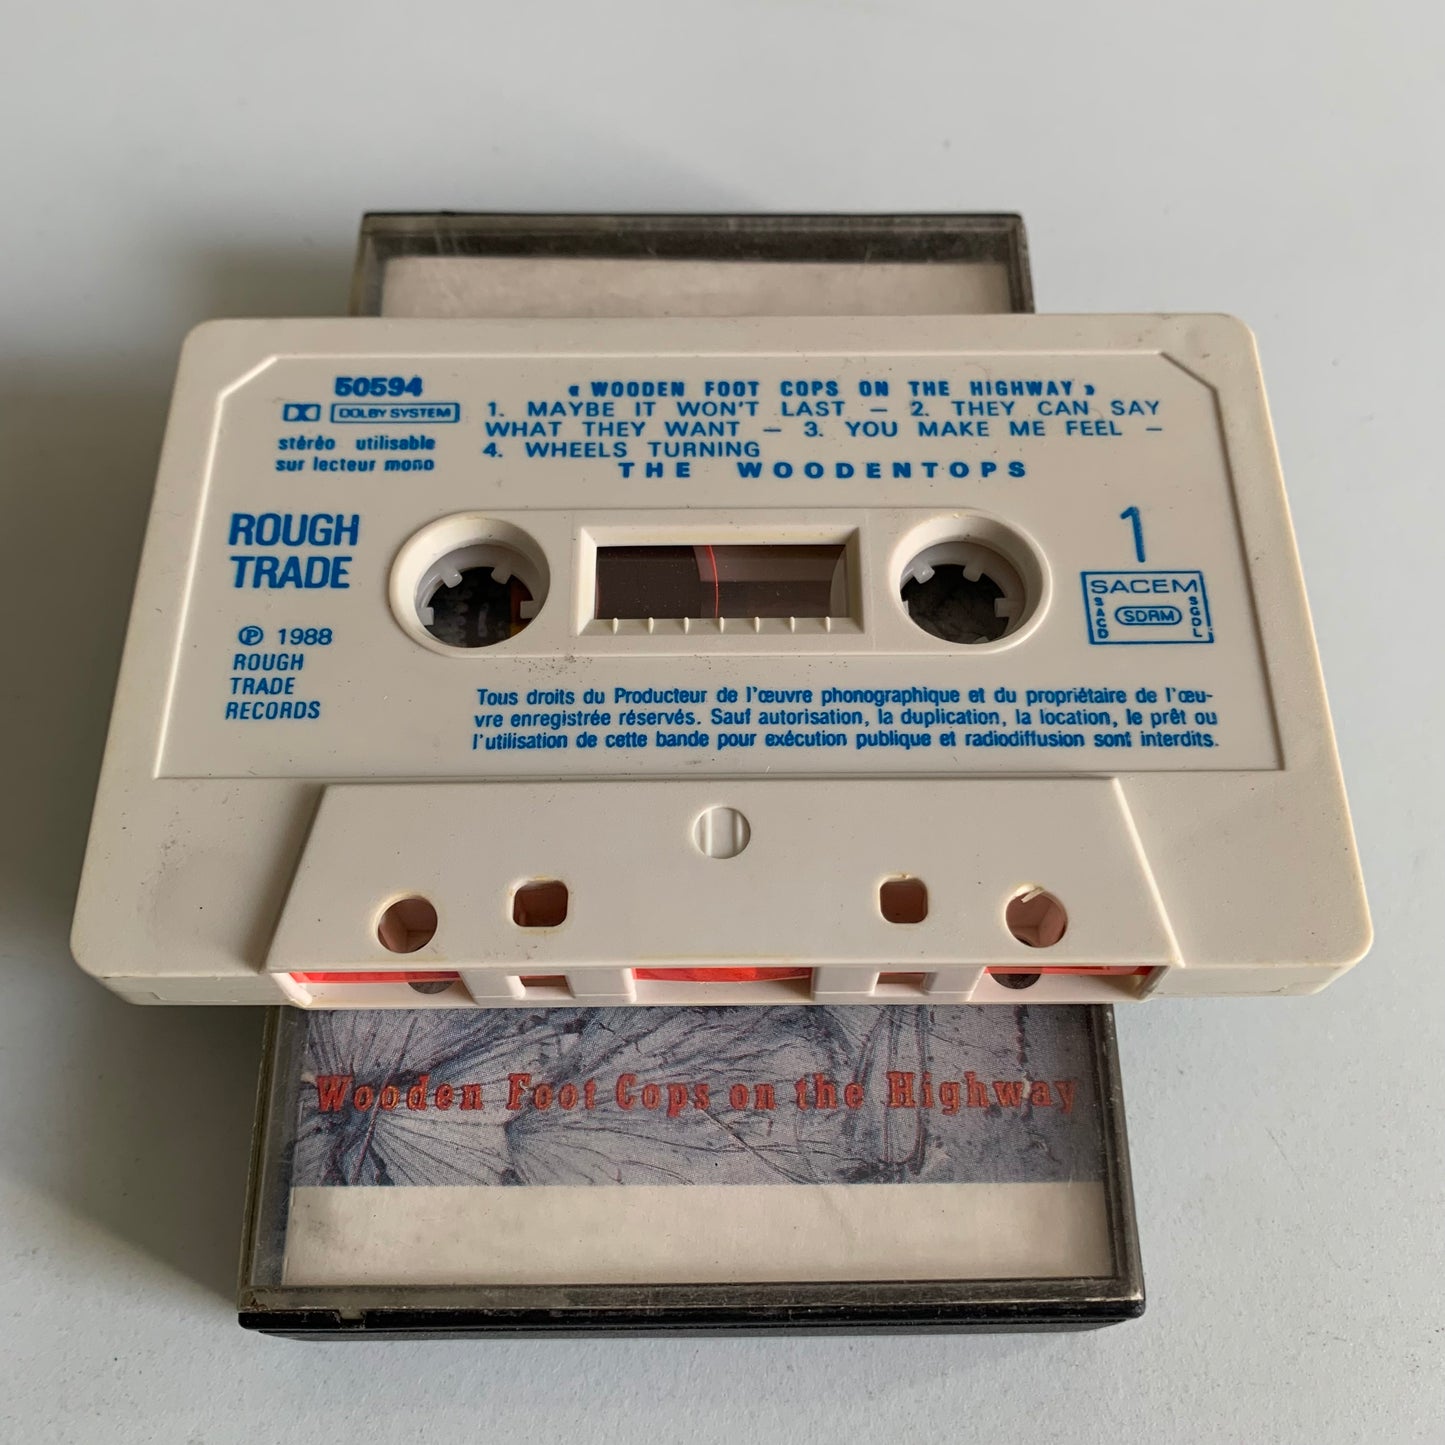 50594
DOLBY SYSTEM
stéréo utilisable
sur lecteur mono
« WOODEN FOOT COPS ON THE HIGHWAY »
1. MAYBE IT WON'T LAST – 2. THEY CAN SAY
WHAT THEY WANT – 3. YOU MAKE ME FEEL –
4. WHEELS TURNING
THE WOODENTOPS
ROUGH
TRADE
1
SACEM
SACD
SDRM
SGDL
℗ 1988
ROUGH
TRADE
RECORDS
Tous droits du Producteur de l'œuvre phonographique et du propriétaire de l'œu-
vre enregistrée réservés. Sauf autorisation, la duplication, la location, le prêt ou
l'utilisation de cette bande pour exécution publique et radiodiffusion sont interdits.
Wooden Foot Cops on the Highway